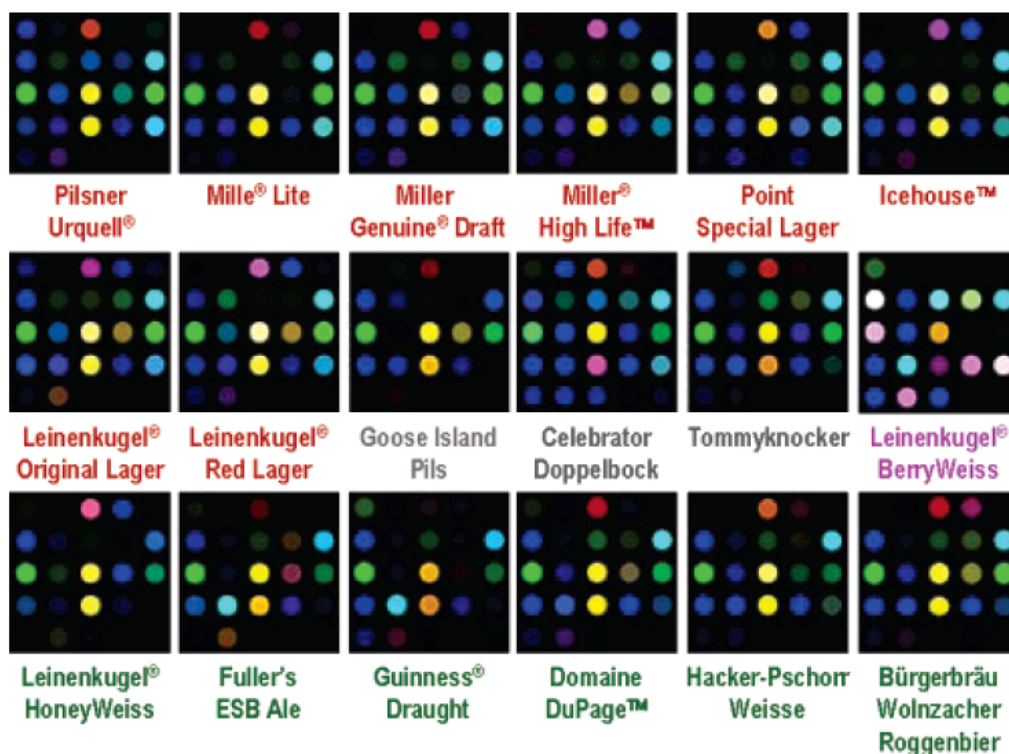 Pilsner
Urquell®
Mille® Lite
Miller
Genuine® Draft
Miller®
High Life™
Point
Special Lager
Icehouse™
Leinenkugel®
Original Lager
Leinenkugel®
Red Lager
Goose Island
Pils
Celebrator
Doppelbock
Tommyknocker
Leinenkugel®
BerryWeiss
Leinenkugel®
HoneyWeiss
Fuller's
ESB Ale
Guinness®
Draught
Domaine
DuPage™
Hacker-Pschorr
Weisse
Bürgerbräu
Wolnzacher
Roggenbier